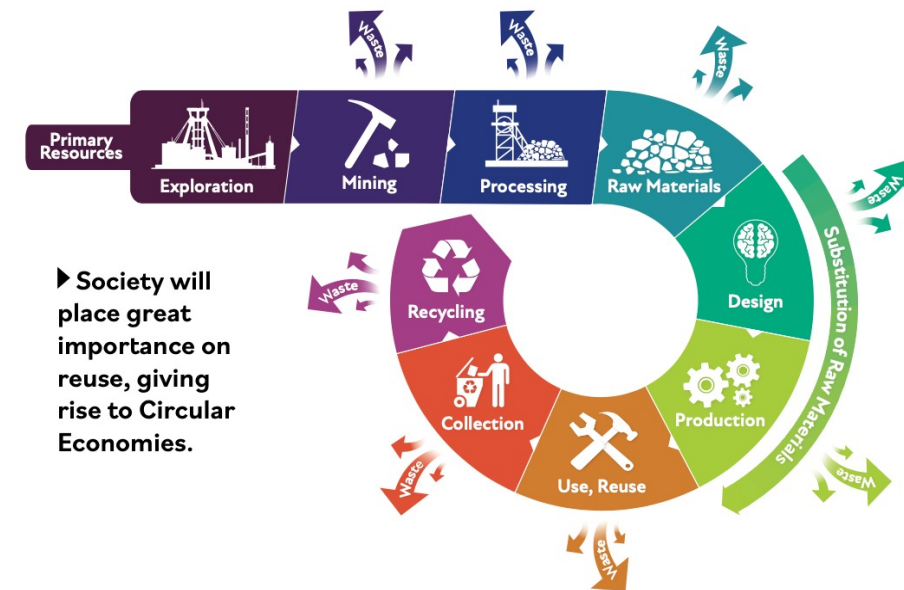 Waste
Waste
Waste
Primary
Resources
Exploration
Mining
Processing
Raw Materials
Waste
Substitution of Raw Materials
Design
▶ Society will
place great
importance on
reuse, giving
rise to Circular
Economies.
Waste
Recycling
Production
Collection
Waste
Use, Reuse
Waste
Waste